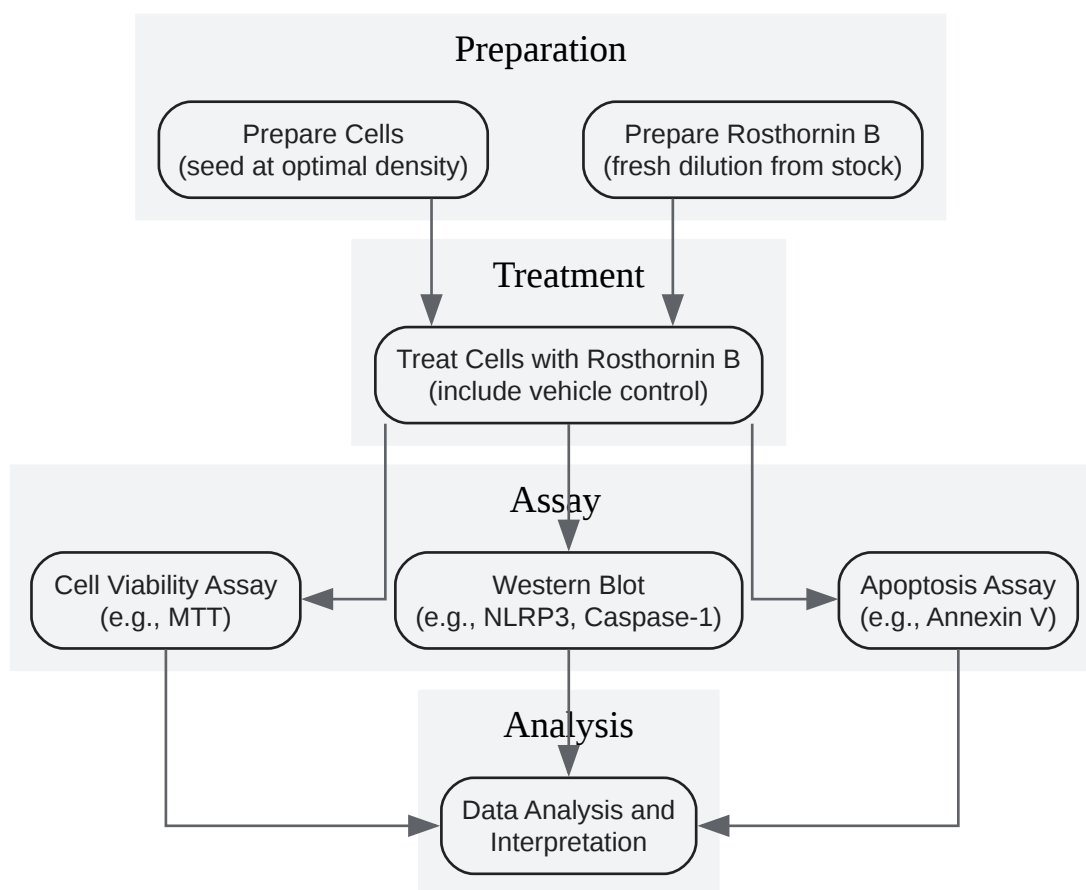 Preparation
Prepare Cells
(seed at optimal density)
Prepare Rosthornin B
(fresh dilution from stock)
Treatment
Treat Cells with Rosthornin B
(include vehicle control)
Assay
Cell Viability Assay
(e.g., MTT)
Western Blot
(e.g., NLRP3, Caspase-1)
Apoptosis Assay
(e.g., Annexin V)
Analysis
Data Analysis and
Interpretation